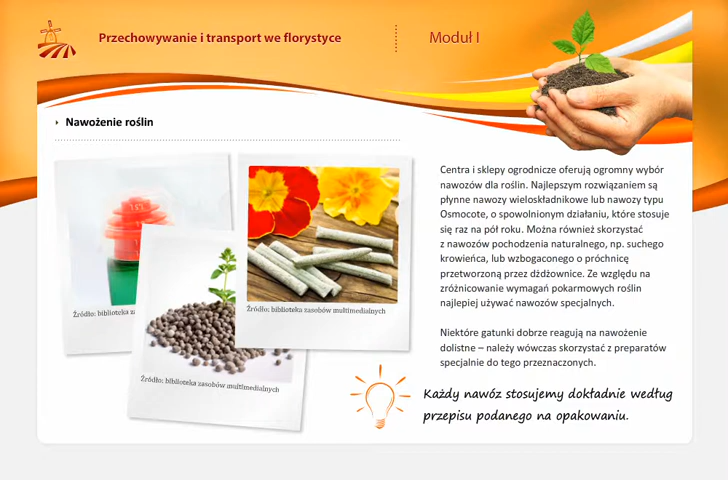 Przechowywanie i transport we florystyce
Moduł I
Nawożenie roślin
Centra i sklepy ogrodnicze oferują ogromny wybór
nawozów dla roślin. Najlepszym rozwiązaniem są
płynne nawozy wieloskładnikowe lub nawozy typu
Osmocote, o spowolnionym działaniu, które stosuje
się raz na pół roku. Można również skorzystać
z nawozów pochodzenia naturalnego, np. suchego
krowieńca, lub wzbogaconego o próchnicę
przetworzoną przez dżdżownice. Ze względu na
zróżnicowanie wymagań pokarmowych roślin
najlepiej używać nawozów specjalnych.
Niektóre gatunki dobrze reagują na nawożenie
dolistne – należy wówczas skorzystać z preparatów
specjalnie do tego przeznaczonych.
Źródło: biblioteka za
Źródło: biblioteka zasobów multimedialnych
Źródło: biblioteka zasobów multimedialnych
Każdy nawóz stosujemy dokładnie według
przepisu podanego na opakowaniu.